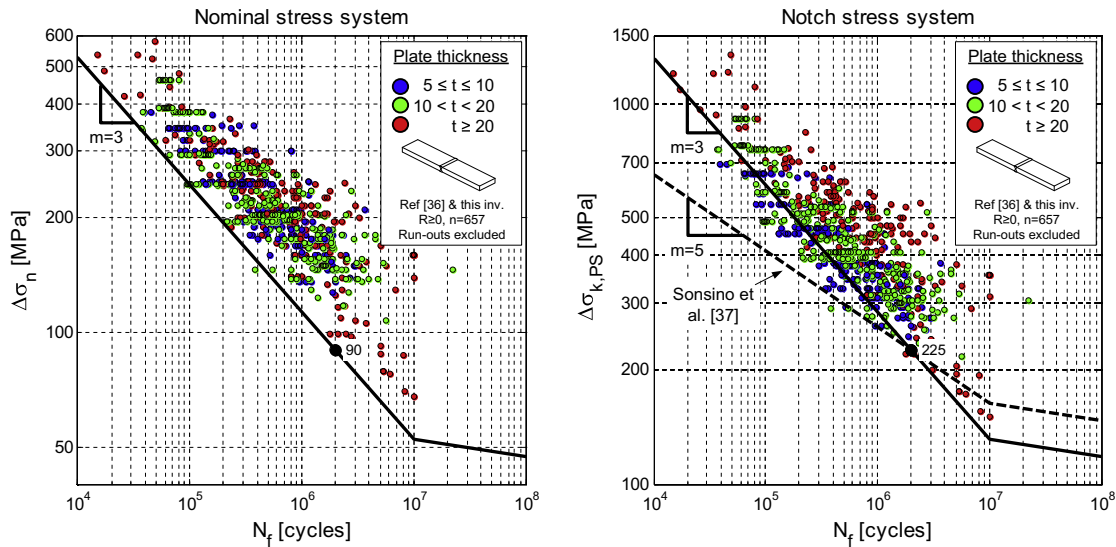 Nominal stress system
600
500
400
300
200
100
50
Δσn [MPa]
m=3
Plate thickness
5 ≤ t ≤ 10
10 < t < 20
t ≥ 20
Ref [36] & this inv.
R≥0, n=657
Run-outs excluded
90
10^4
10^5
10^6
10^7
10^8
Nf [cycles]
Notch stress system
1500
1000
700
500
400
300
200
100
Δσk,PS [MPa]
m=3
m=5
Plate thickness
5 ≤ t ≤ 10
10 < t < 20
t ≥ 20
Ref [36] & this inv.
R≥0, n=657
Run-outs excluded
Sonsino et
al. [37]
225
10^4
10^5
10^6
10^7
10^8
Nf [cycles]